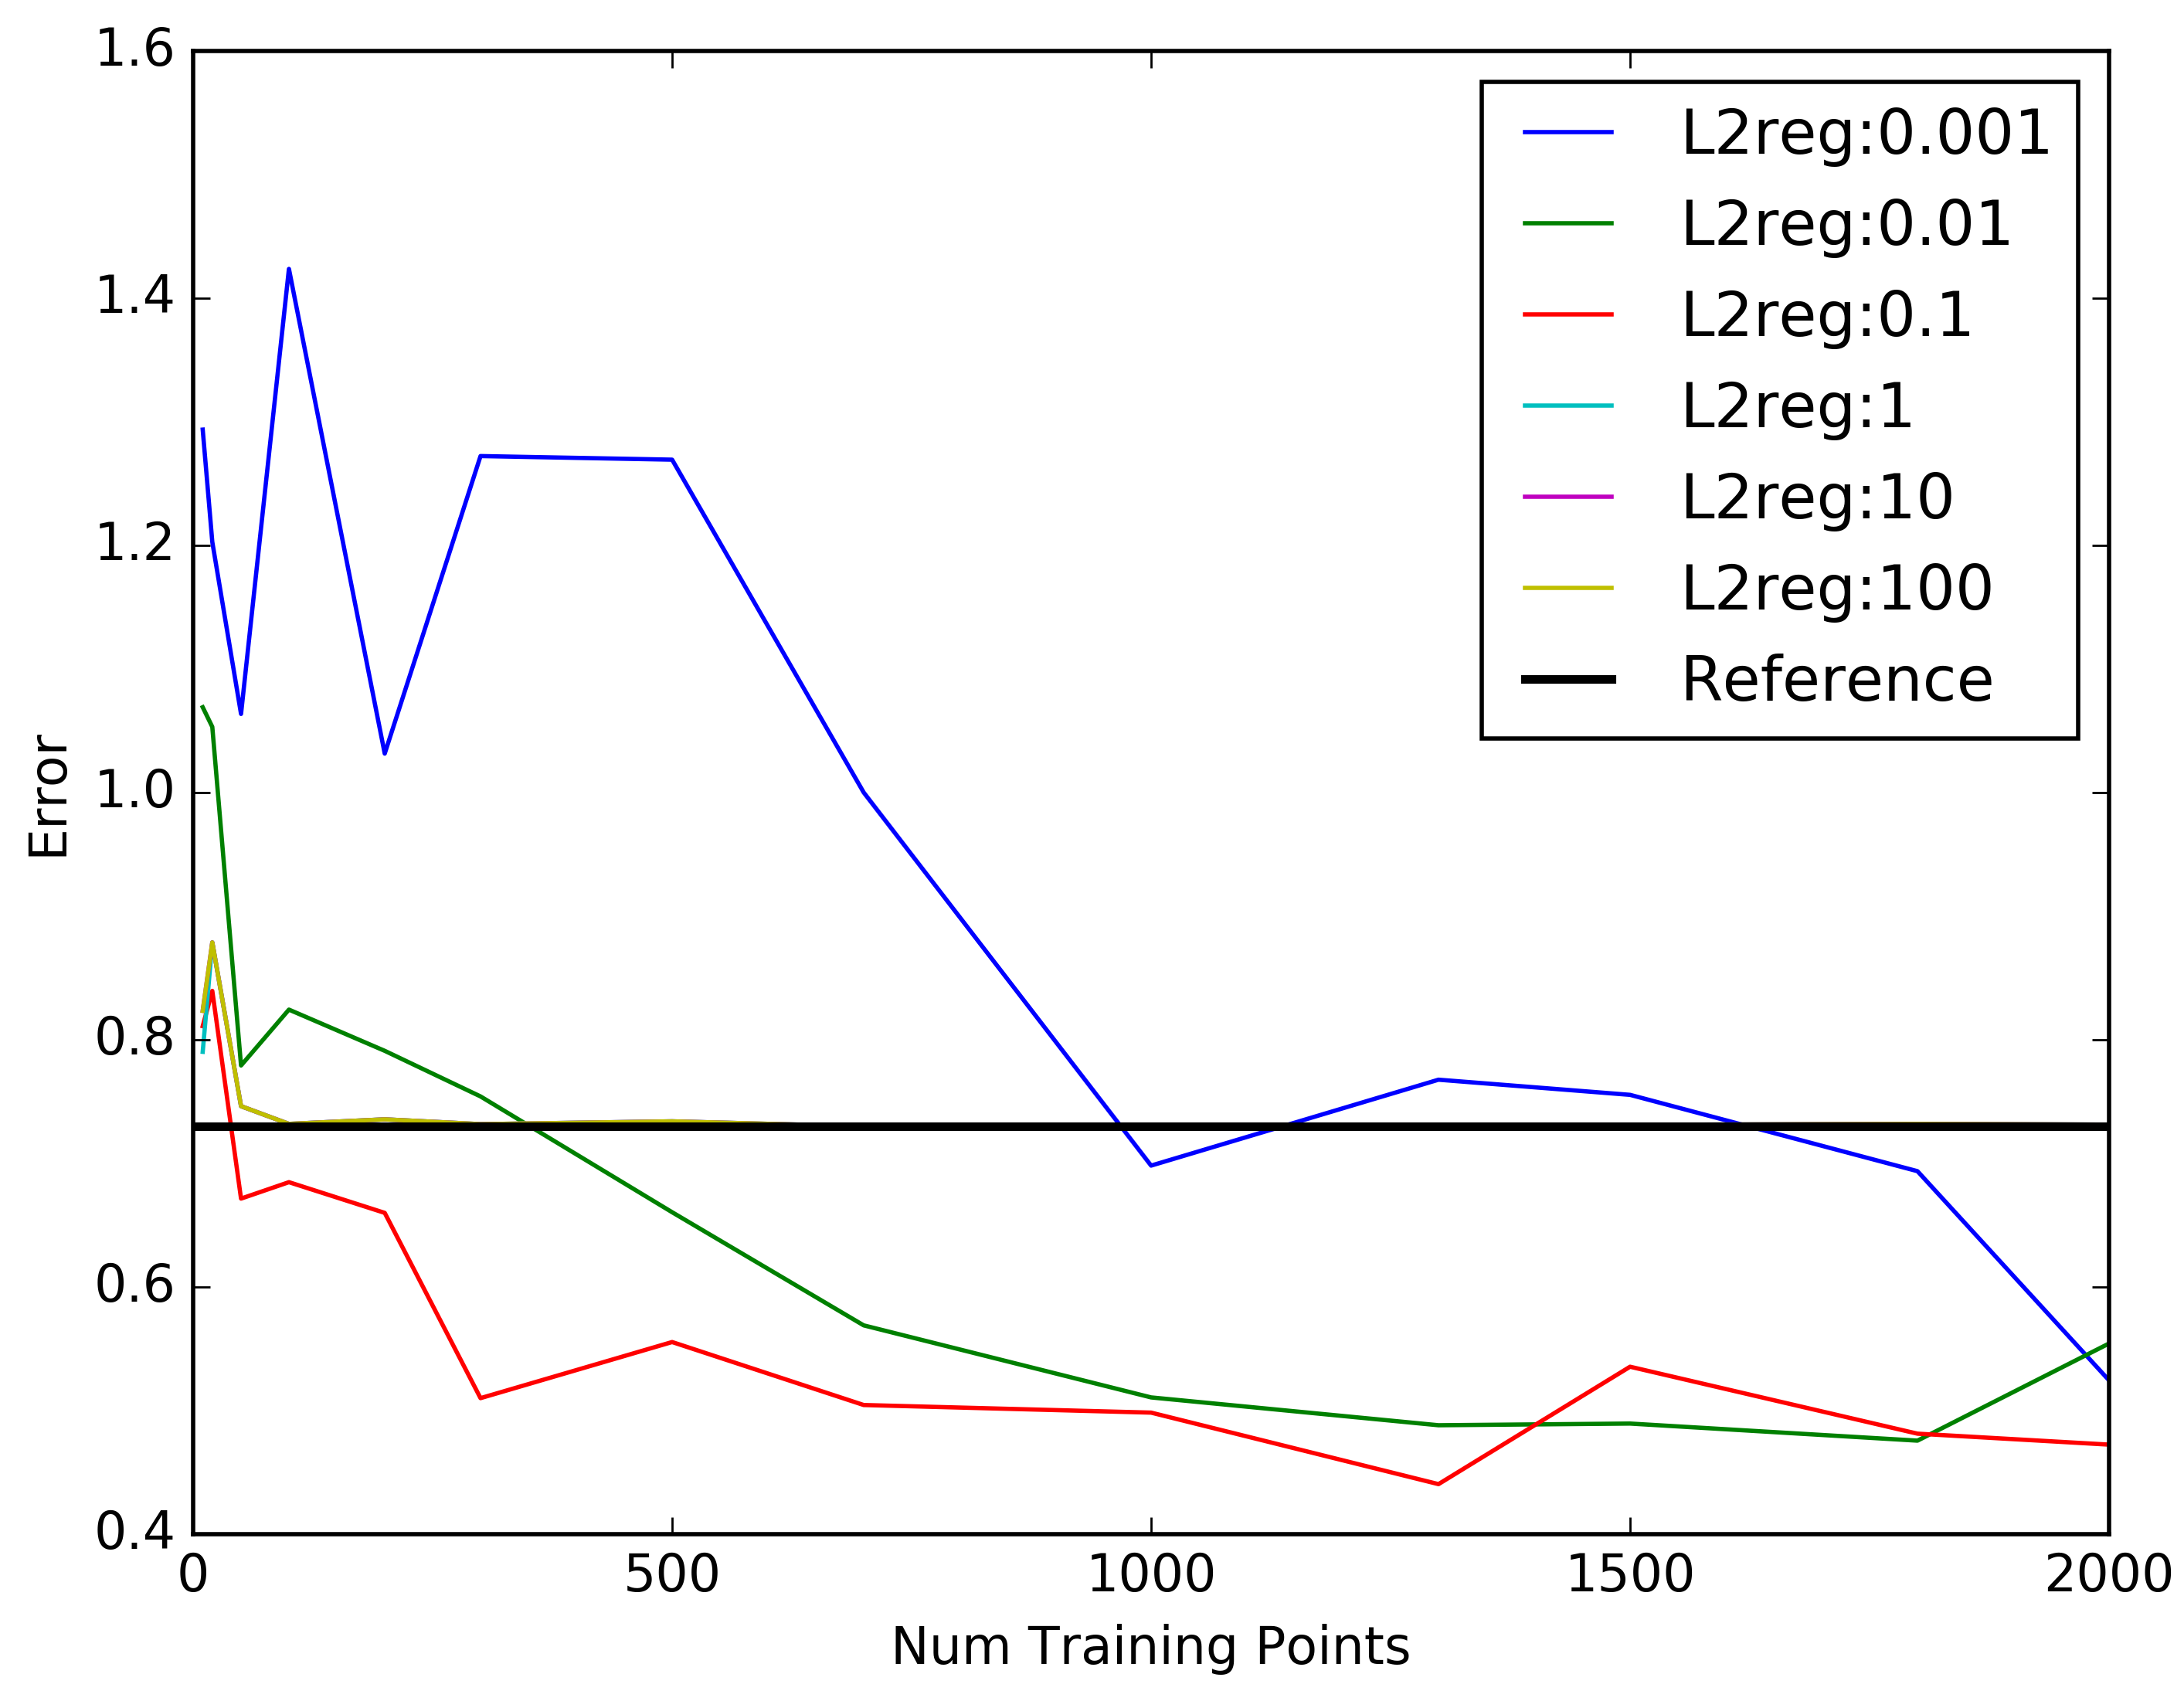 1.6
1.4
1.2
1.0
0.8
0.6
0.4
Error
L2reg:0.001
L2reg:0.01
L2reg:0.1
L2reg:1
L2reg:10
L2reg:100
Reference
0 500 1000 1500 2000
Num Training Points